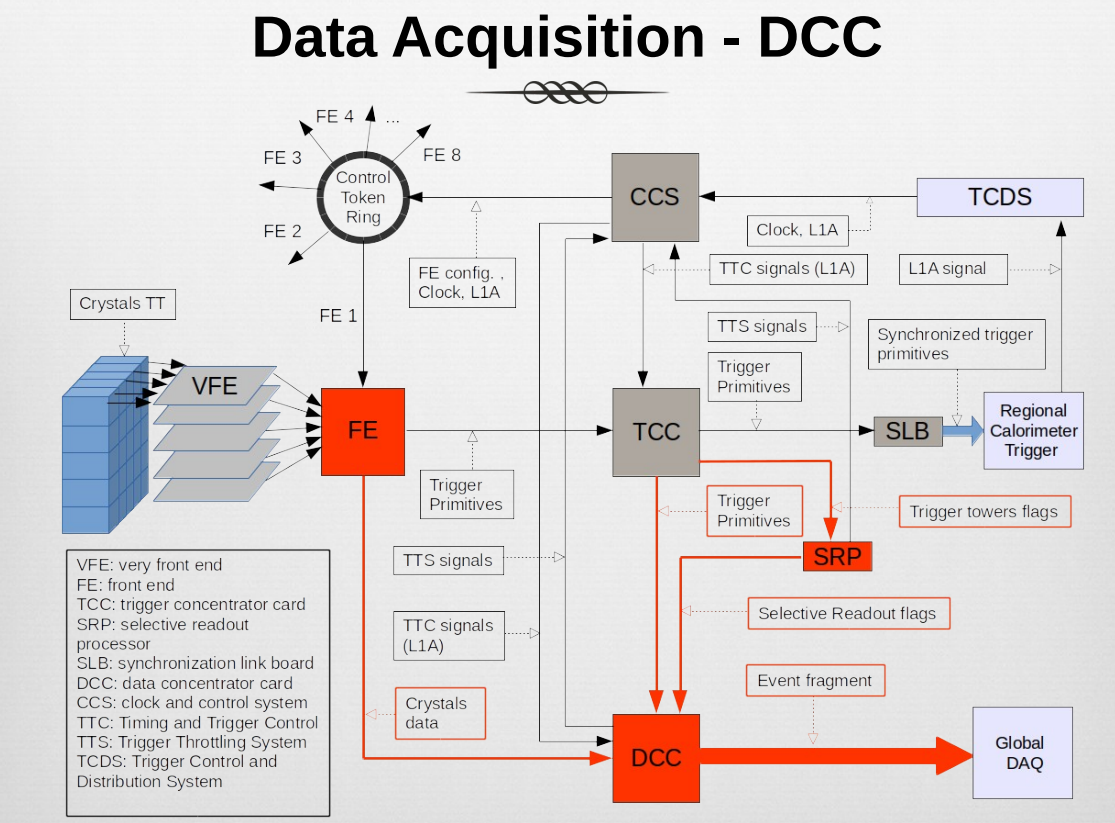 Data Acquisition - DCC
FE 4
...
FE 3
FE 8
Control
Token
Ring
FE 2
FE 1
CCS
TCDS
Clock, L1A
FE config. ,
Clock, L1A
TTC signals (L1A)
L1A signal
Crystals TT
TTS signals
Synchronized trigger
primitives
Trigger
Primitives
VFE
FE
TCC
SLB
Regional
Calorimeter
Trigger
Trigger
Primitives
Trigger
Primitives
Trigger towers flags
SRP
TTS signals
Selective Readout flags
TTC signals
(L1A)
Event fragment
Crystals
data
DCC
Global
DAQ
VFE: very front end
FE: front end
TCC: trigger concentrator card
SRP: selective readout
processor
SLB: synchronization link board
DCC: data concentrator card
CCS: clock and control system
TTC: Timing and Trigger Control
TTS: Trigger Throttling System
TCDS: Trigger Control and
Distribution System